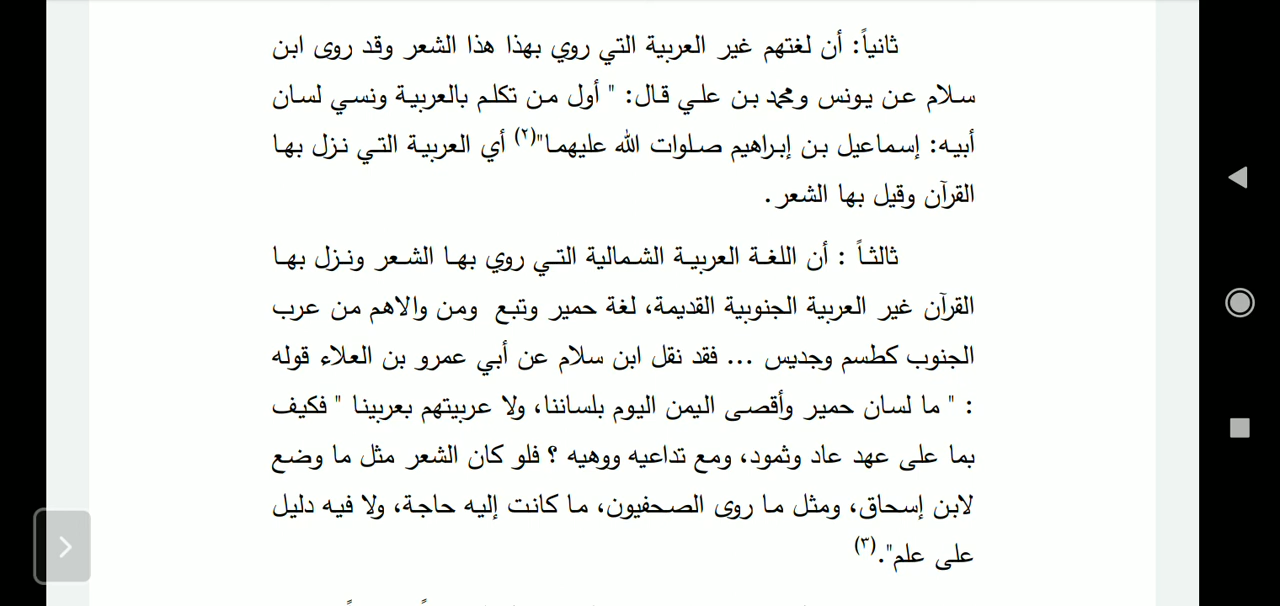 ثانياً: أن لغتهم غير العربية التي روي بهذا هذا الشعر وقد روى ابن
سلام عن يونس ومحمد بن علي قال: " أول من تكلم بالعربية ونسي لسان
أبيه: إسماعيل بن إبراهيم صلوات الله عليهما"(٢) أي العربية التي نزل بها
القرآن وقيل بها الشعر .
ثالثاً : أن اللغة العربية الشمالية التي روي بها الشعر ونزل بها
القرآن غير العربية الجنوبية القديمة، لغة حمير وتبع ومن والاهم من عرب
الجنوب كطسم وجديس ... فقد نقل ابن سلام عن أبي عمرو بن العلاء قوله
: " ما لسان حمير وأقصى اليمن اليوم بلساننا، ولا عربيتهم بعربينا " فكيف
بما على عهد عاد وثمود، ومع تداعيه ووهيه ؟ فلو كان الشعر مثل ما وضع
لابن إسحاق، ومثل ما روى الصحفيون، ما كانت إليه حاجة، ولا فيه دليل
على علم".(٣)